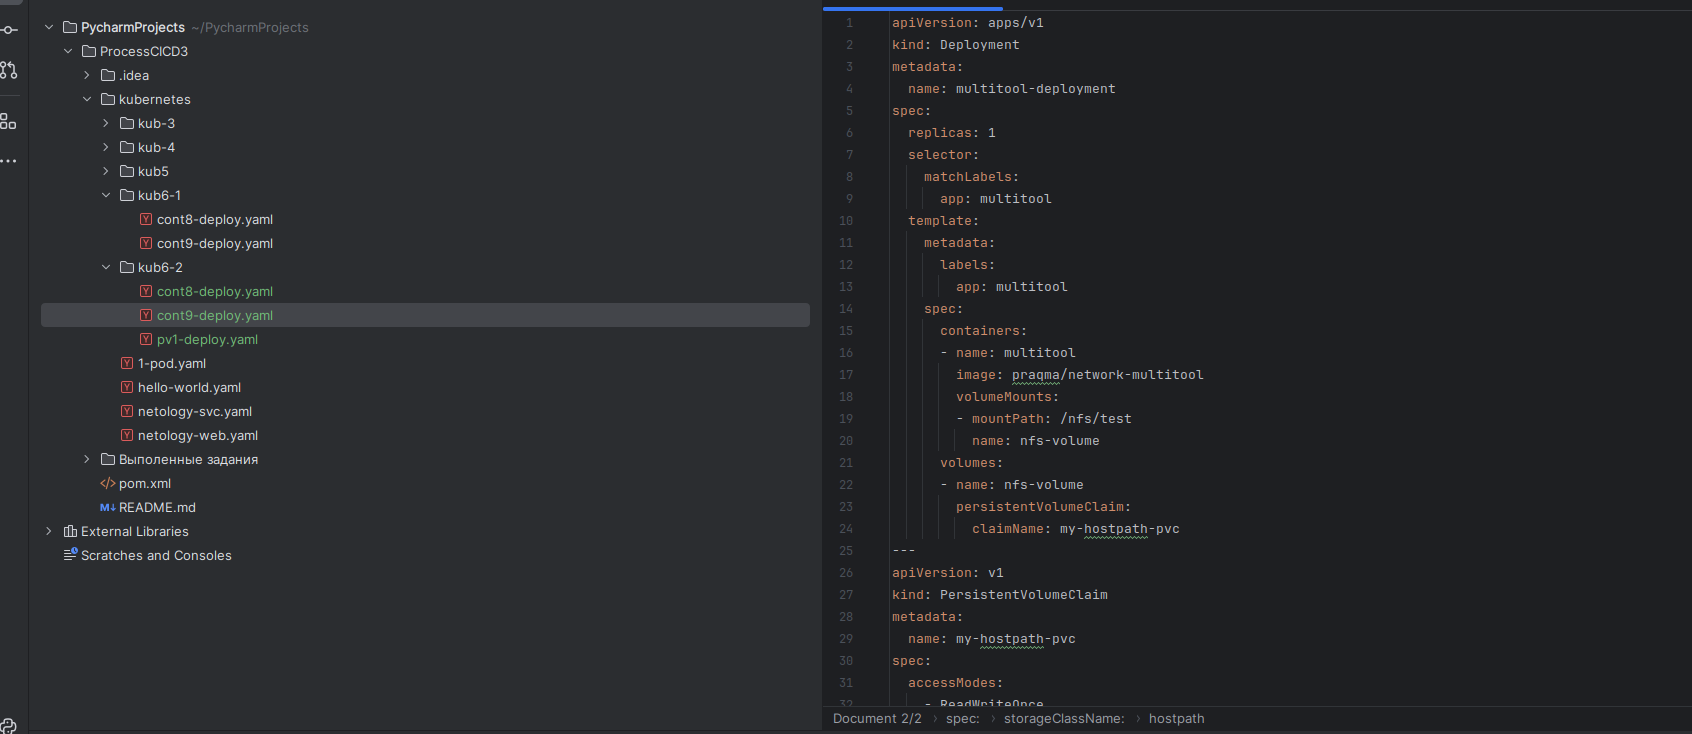 PycharmProjects ~/PycharmProjects
ProcessCICD3
.idea
kubernetes
kub-3
kub-4
kub5
kub6-1
cont8-deploy.yaml
cont9-deploy.yaml
kub6-2
cont8-deploy.yaml
cont9-deploy.yaml
pv1-deploy.yaml
1-pod.yaml
hello-world.yaml
netology-svc.yaml
netology-web.yaml
Выполенные задания
pom.xml
README.md
External Libraries
Scratches and Consoles
1 apiVersion: apps/v1
2 kind: Deployment
3 metadata:
4   name: multitool-deployment
5 spec:
6   replicas: 1
7   selector:
8     matchLabels:
9       app: multitool
10   template:
11     metadata:
12       labels:
13         app: multitool
14     spec:
15       containers:
16       - name: multitool
17         image: praqma/network-multitool
18         volumeMounts:
19         - mountPath: /nfs/test
20           name: nfs-volume
21       volumes:
22       - name: nfs-volume
23         persistentVolumeClaim:
24           claimName: my-hostpath-pvc
25 ---
26 apiVersion: v1
27 kind: PersistentVolumeClaim
28 metadata:
29   name: my-hostpath-pvc
30 spec:
31   accessModes:
32     - ReadWriteOnce
Document 2/2 › spec: › storageClassName: › hostpath